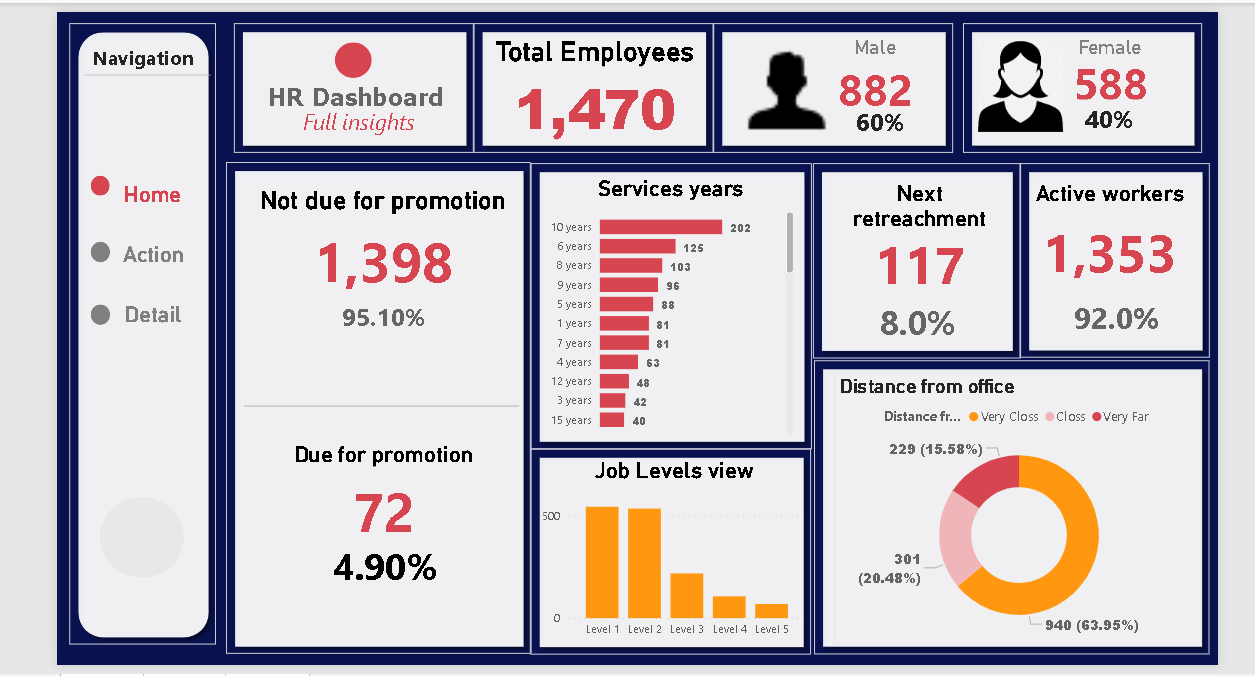 Navigation
Home
Action
Detail
HR Dashboard
Full insights
Total Employees
1,470
Male
882
60%
Female
588
40%
Not due for promotion
1,398
95.10%
Due for promotion
72
4.90%
Services years
10 years 202
6 years 125
8 years 103
9 years 96
5 years 88
1 years 81
7 years 81
4 years 63
12 years 48
3 years 42
15 years 40
Job Levels view
500
0
Level 1 Level 2 Level 3 Level 4 Level 5
Next
retreachment
117
8.0%
Active workers
1,353
92.0%
Distance from office
Distance fr... Very Closs Closs Very Far
229 (15.58%)
301
(20.48%)
940 (63.95%)